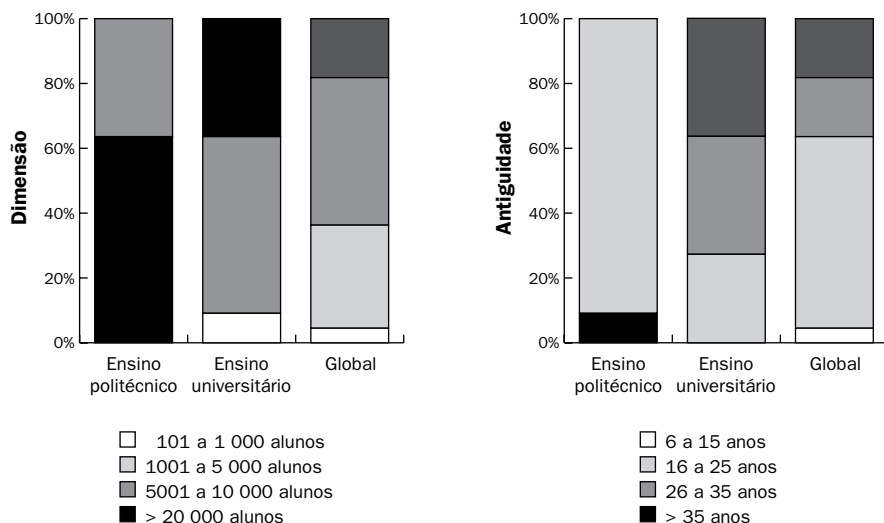 Dimensão
100%
80%
60%
40%
20%
0%
Ensino
politécnico
Ensino
universitário
Global
101 a 1 000 alunos
1001 a 5 000 alunos
5001 a 10 000 alunos
> 20 000 alunos
Antiguidade
100%
80%
60%
40%
20%
0%
Ensino
politécnico
Ensino
universitário
Global
6 a 15 anos
16 a 25 anos
26 a 35 anos
> 35 anos